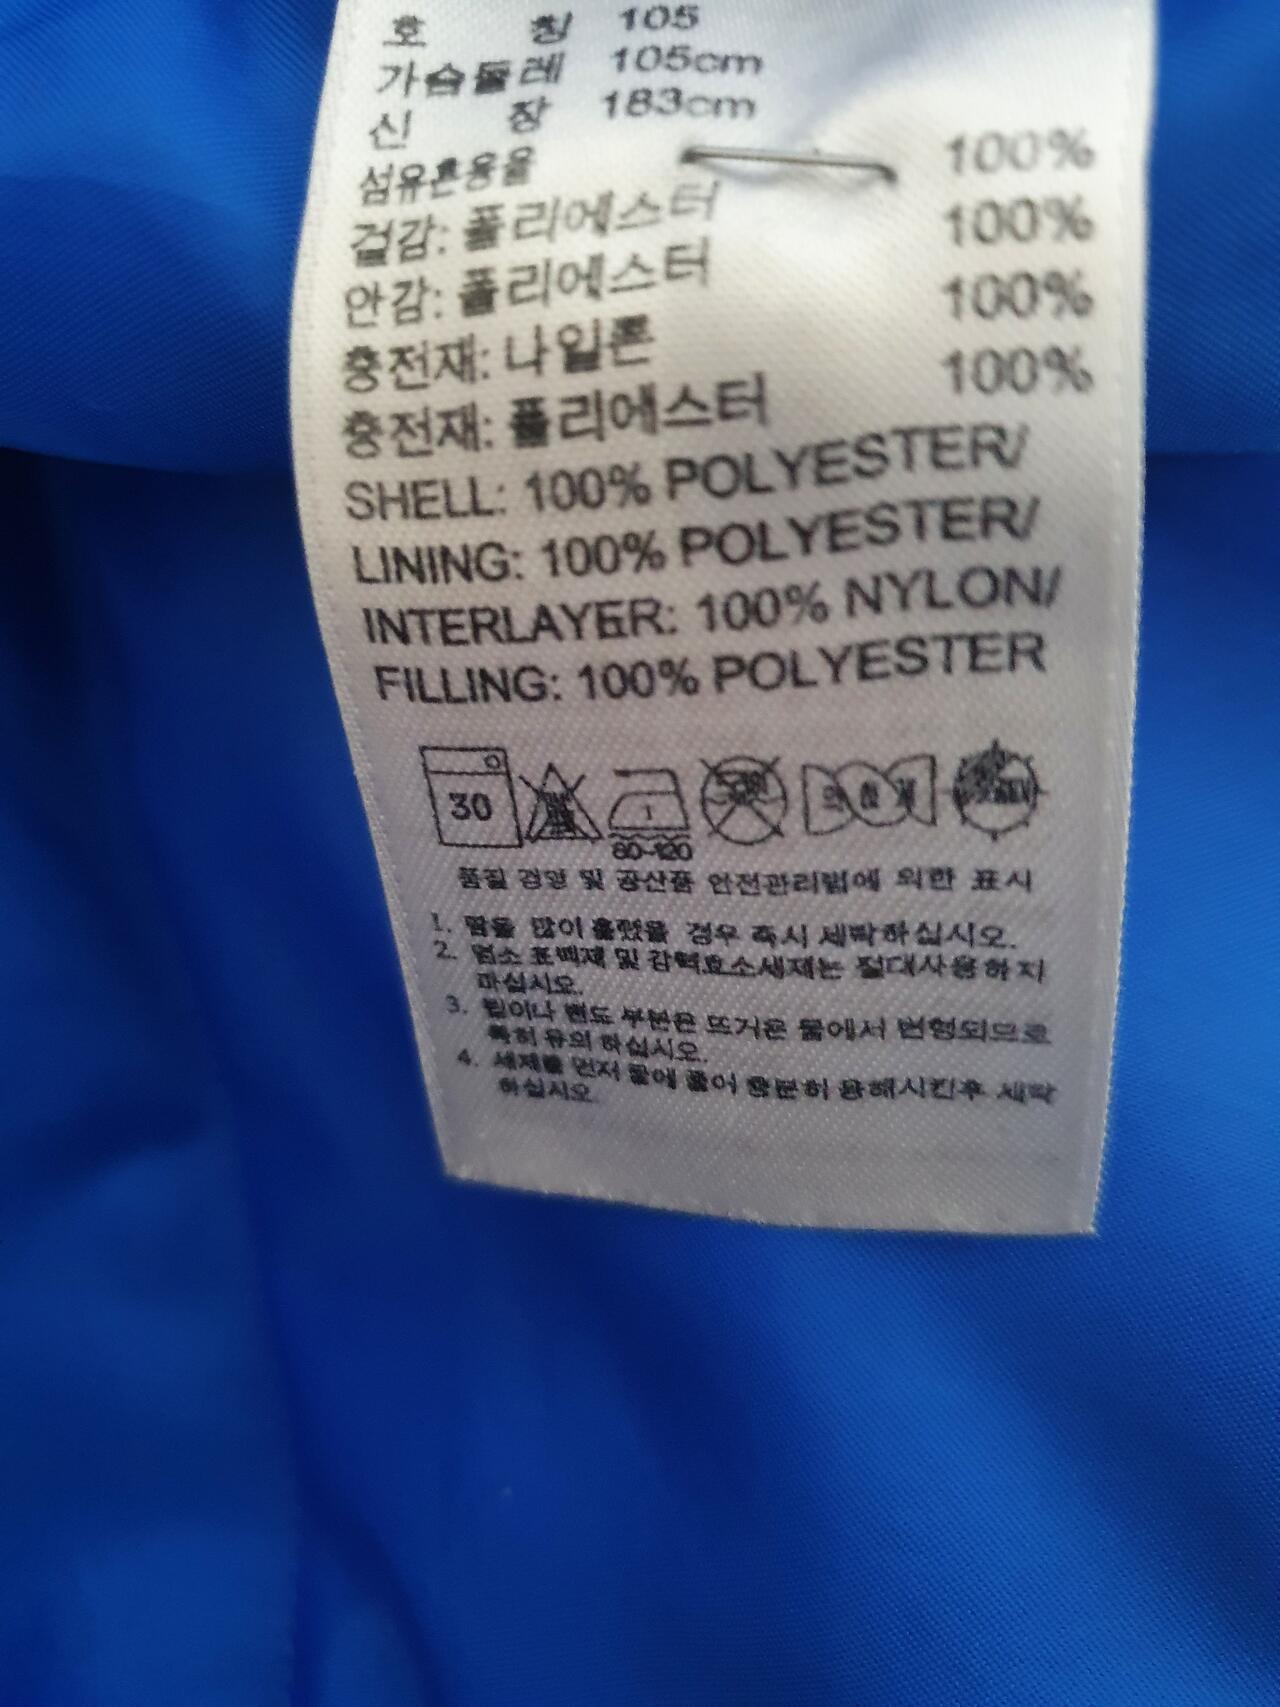 호 칭 105
가슴둘레 105cm
신 장 183cm
섬유혼용율 100%
겉감: 폴리에스터 100%
안감: 폴리에스터 100%
충전재: 나일론 100%
충전재: 폴리에스터
SHELL: 100% POLYESTER/
LINING: 100% POLYESTER/
INTERLAYER: 100% NYLON/
FILLING: 100% POLYESTER
30
1
80-120
품질 경영 및 공산품 안전관리법에 의한 표시
1. 땀을 많이 흘렸을 경우 즉시 세탁하십시오.
2. 염소 표백제 및 강력효소세제는 절대사용하지
마십시오.
3. 립이나 밴드 부분은 뜨거운 물에서 변형되므로
특히 유의 하십시오.
4. 세제를 먼저 물에 풀어 충분히 용해시킨후 세탁
하십시오.